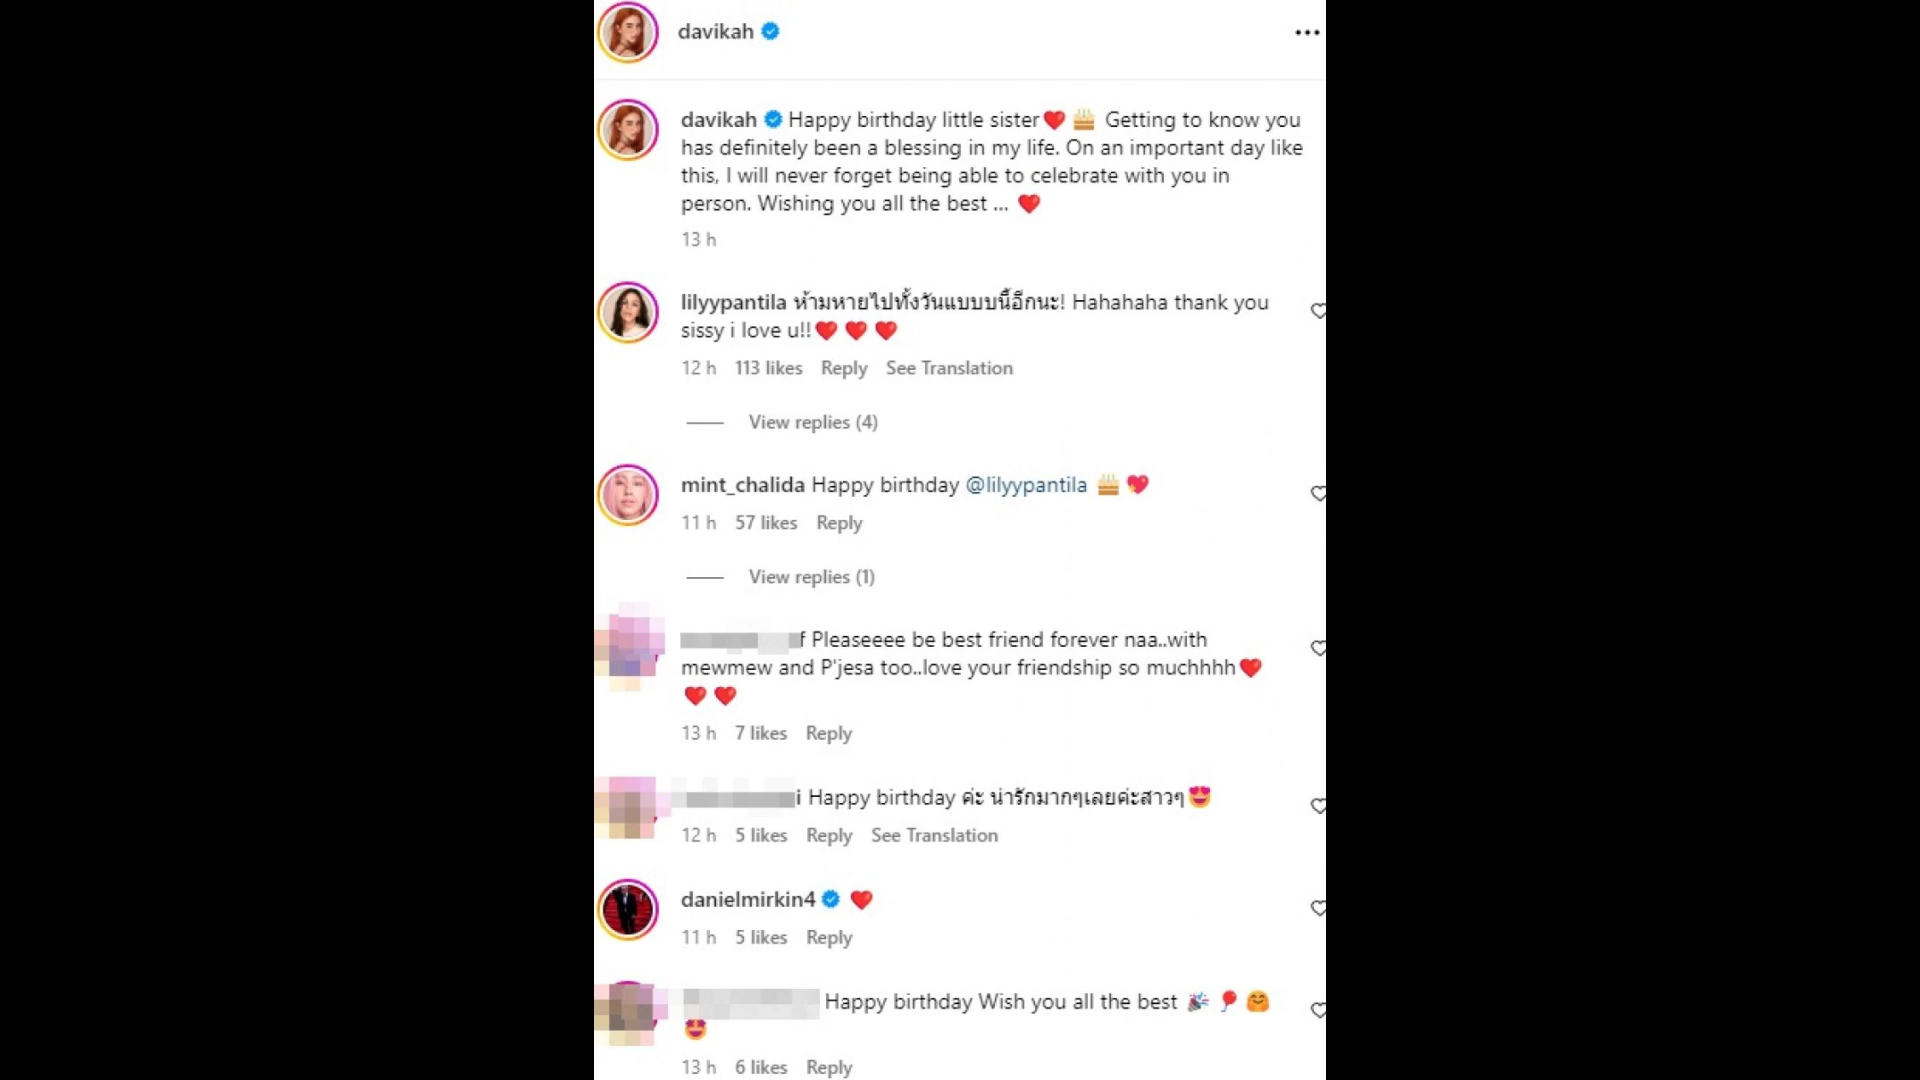 davikah
davikah Happy birthday little sister❤️🎂 Getting to know you
has definitely been a blessing in my life. On an important day like
this, I will never forget being able to celebrate with you in
person. Wishing you all the best ... ❤️
13 h
lilyypantila ห้ามหายไปทั้งวันแบบบนี้อีกนะ! Hahahaha thank you
sissy i love u!!❤️❤️❤️
12 h 113 likes Reply See Translation
View replies (4)
mint_chalida Happy birthday @lilyypantila 🎂💖
11 h 57 likes Reply
View replies (1)
f Pleaseeee be best friend forever naa..with
mewmew and P'jesa too..love your friendship so muchhhh❤️
❤️❤️
13 h 7 likes Reply
i Happy birthday ค่ะ น่ารักมากๆเลยค่ะสาวๆ😍
12 h 5 likes Reply See Translation
danielmirkin4 ❤️
11 h 5 likes Reply
Happy birthday Wish you all the best 🎉🎈🤗
😍
13 h 6 likes Reply